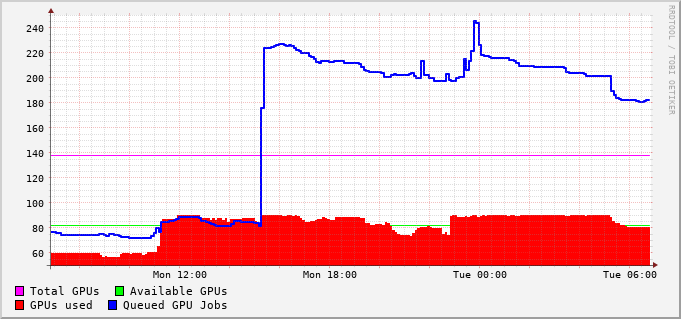 RRDTOOL / TOBI OETIKER
240
220
200
180
160
140
120
100
80
60
Mon 12:00 Mon 18:00 Tue 00:00 Tue 06:00
Total GPUs Available GPUs
GPUs used Queued GPU Jobs